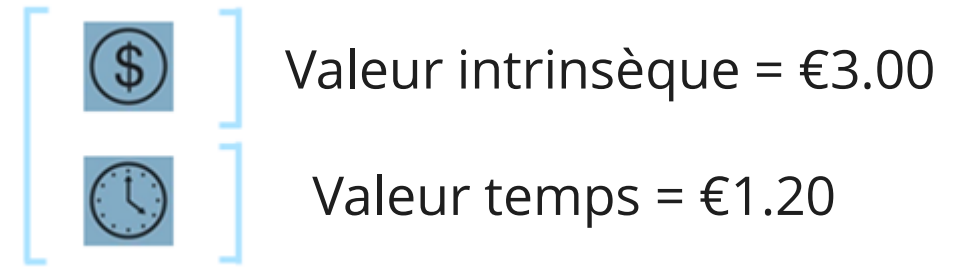 $
Valeur intrinsèque = €3.00
Valeur temps = €1.20